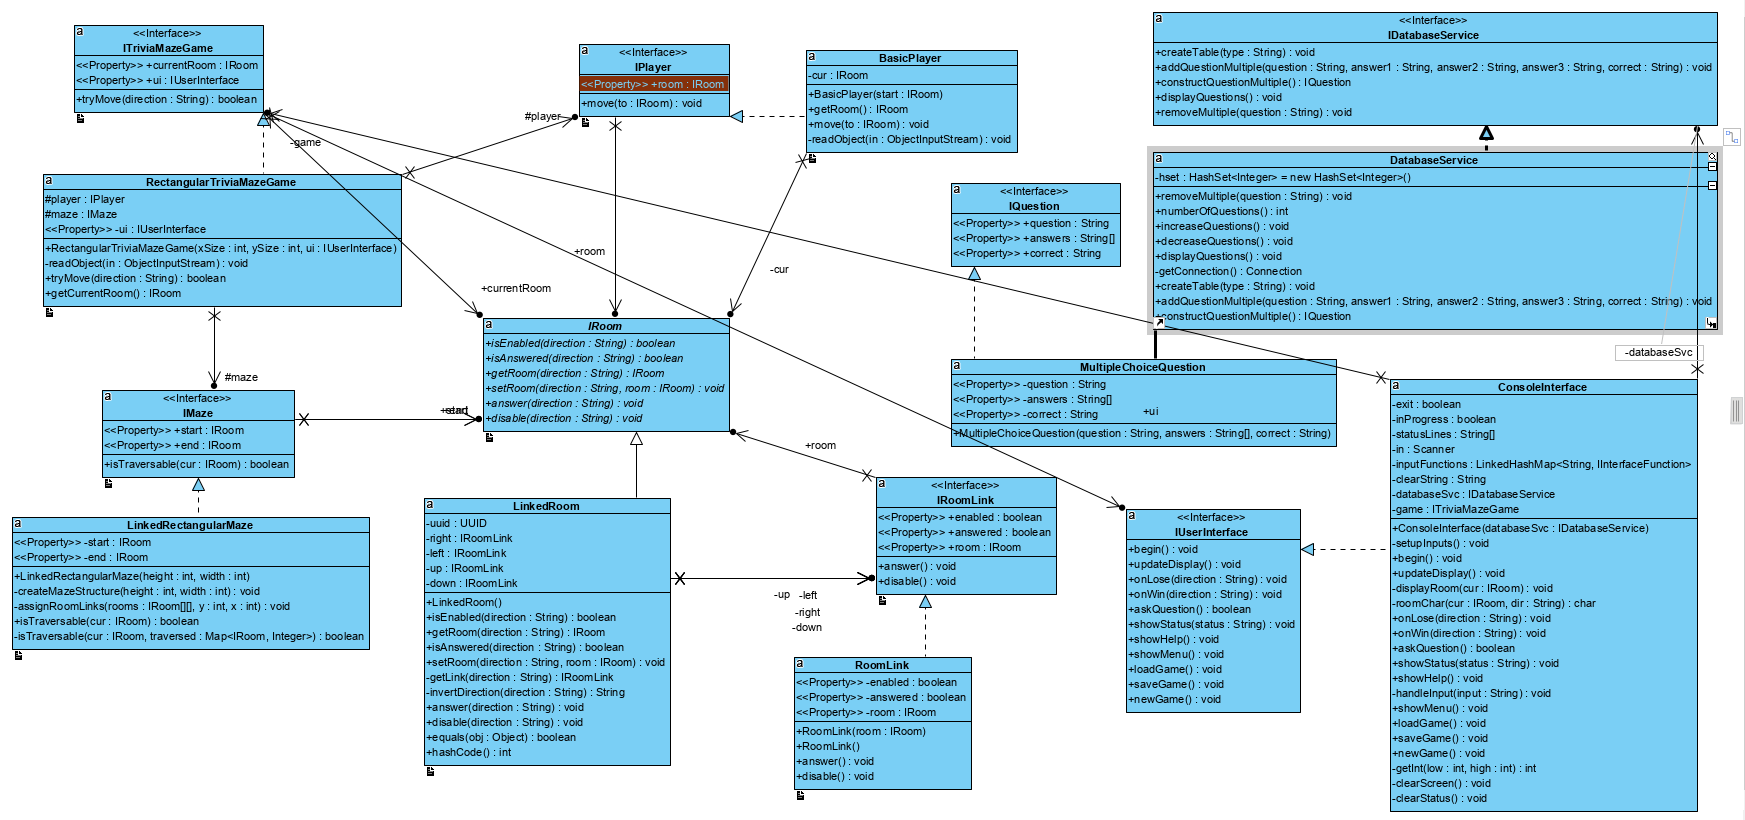 <<Interface>>
ITriviaMazeGame
<<Property>> +currentRoom : IRoom
<<Property>> +ui : IUserInterface
+tryMove(direction : String) : boolean
<<Interface>>
IPlayer
<<Property>> +room : IRoom
+move(to : IRoom) : void
BasicPlayer
-cur : IRoom
+BasicPlayer(start : IRoom)
+getRoom() : IRoom
+move(to : IRoom) : void
-readObject(in : ObjectInputStream) : void
<<Interface>>
IDatabaseService
+createTable(type : String) : void
+addQuestionMultiple(question : String, answer1 : String, answer2 : String, answer3 : String, correct : String) : void
+constructQuestionMultiple() : IQuestion
+displayQuestions() : void
+removeMultiple(question : String) : void
#player
-game
RectangularTriviaMazeGame
#player : IPlayer
#maze : IMaze
<<Property>> -ui : IUserInterface
+RectangularTriviaMazeGame(xSize : int, ySize : int, ui : IUserInterface)
-readObject(in : ObjectInputStream) : void
+tryMove(direction : String) : boolean
+getCurrentRoom() : IRoom
<<Interface>>
IQuestion
<<Property>> +question : String
<<Property>> +answers : String[]
<<Property>> +correct : String
DatabaseService
-hset : HashSet<Integer> = new HashSet<Integer>()
+removeMultiple(question : String) : void
+numberOfQuestions() : int
+increaseQuestions() : void
+decreaseQuestions() : void
+displayQuestions() : void
-getConnection() : Connection
+createTable(type : String) : void
+addQuestionMultiple(question : String, answer1 : String, answer2 : String, answer3 : String, correct : String) : void
+constructQuestionMultiple() : IQuestion
+room
-cur
+currentRoom
-databaseSvc
IRoom
+isEnabled(direction : String) : boolean
+isAnswered(direction : String) : boolean
+getRoom(direction : String) : IRoom
+setRoom(direction : String, room : IRoom) : void
+answer(direction : String) : void
+disable(direction : String) : void
MultipleChoiceQuestion
<<Property>> -question : String
<<Property>> -answers : String[]
<<Property>> -correct : String
+MultipleChoiceQuestion(question : String, answers : String[], correct : String)
+ui
#maze
<<Interface>>
IMaze
<<Property>> +start : IRoom
<<Property>> +end : IRoom
+isTraversable(cur : IRoom) : boolean
+start
+end
+room
LinkedRectangularMaze
<<Property>> -start : IRoom
<<Property>> -end : IRoom
+LinkedRectangularMaze(height : int, width : int)
-createMazeStructure(height : int, width : int) : void
-assignRoomLinks(rooms : IRoom[][], y : int, x : int) : void
+isTraversable(cur : IRoom) : boolean
-isTraversable(cur : IRoom, traversed : Map<IRoom, Integer>) : boolean
LinkedRoom
-uuid : UUID
-right : IRoomLink
-left : IRoomLink
-up : IRoomLink
-down : IRoomLink
+LinkedRoom()
+isEnabled(direction : String) : boolean
+getRoom(direction : String) : IRoom
+isAnswered(direction : String) : boolean
+setRoom(direction : String, room : IRoom) : void
-getLink(direction : String) : IRoomLink
-invertDirection(direction : String) : String
+answer(direction : String) : void
+disable(direction : String) : void
+equals(obj : Object) : boolean
+hashCode() : int
<<Interface>>
IRoomLink
<<Property>> +enabled : boolean
<<Property>> +answered : boolean
<<Property>> +room : IRoom
+answer() : void
+disable() : void
-up
-left
-right
-down
RoomLink
<<Property>> -enabled : boolean
<<Property>> -answered : boolean
<<Property>> -room : IRoom
+RoomLink(room : IRoom)
+RoomLink()
+answer() : void
+disable() : void
<<Interface>>
IUserInterface
+begin() : void
+updateDisplay() : void
+onLose(direction : String) : void
+onWin(direction : String) : void
+askQuestion() : boolean
+showStatus(status : String) : void
+showHelp() : void
+showMenu() : void
+loadGame() : void
+saveGame() : void
+newGame() : void
ConsoleInterface
-exit : boolean
-inProgress : boolean
-statusLines : String[]
-in : Scanner
-inputFunctions : LinkedHashMap<String, IInterfaceFunction>
-clearString : String
-databaseSvc : IDatabaseService
-game : ITriviaMazeGame
+ConsoleInterface(databaseSvc : IDatabaseService)
-setupInputs() : void
+begin() : void
+updateDisplay() : void
-displayRoom(cur : IRoom) : void
-roomChar(cur : IRoom, dir : String) : char
+onLose(direction : String) : void
+onWin(direction : String) : void
+askQuestion() : boolean
+showStatus(status : String) : void
+showHelp() : void
-handleInput(input : String) : void
+showMenu() : void
+loadGame() : void
+saveGame() : void
+newGame() : void
-getInt(low : int, high : int) : int
-clearScreen() : void
-clearStatus() : void